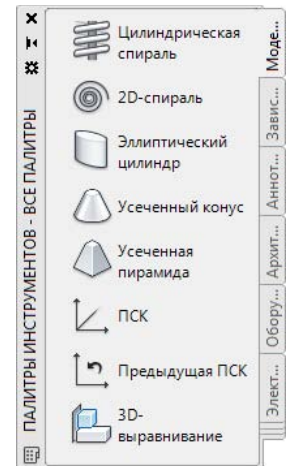 Цилиндрическая
спираль
2D-спираль
Эллиптический
цилиндр
Усеченный конус
Усеченная
пирамида
ПСК
Предыдущая ПСК
3D-
выравнивание
Моде...
Завис...
Аннот...
Архит...
Обору...
Элект...
ПАЛИТРЫ ИНСТРУМЕНТОВ - ВСЕ ПАЛИТРЫ